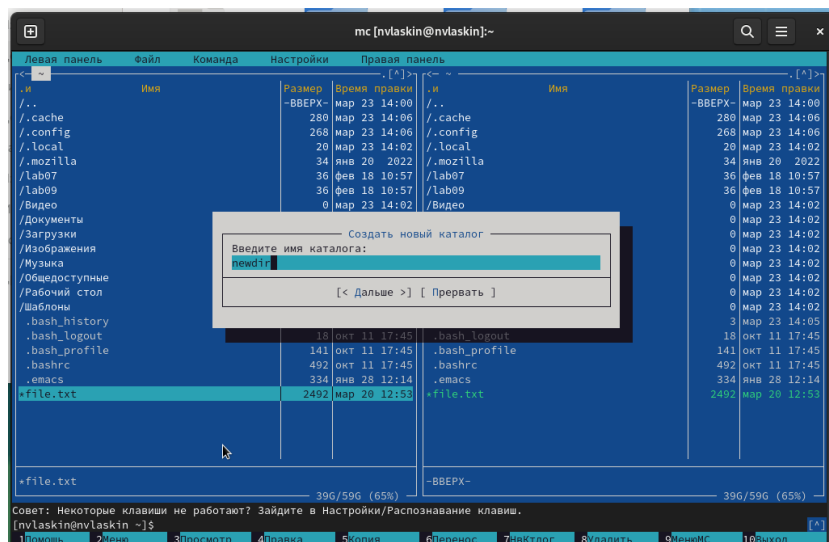 mc [nvlaskin@nvlaskin]:~
Левая панель Файл Команда Настройки Правая панель
<— ~ .[^]> <— ~ .[^]>
.и Имя Размер Время правки .и Имя Размер Время правки
/.. -ВВЕРХ- мар 23 14:00 /.. -ВВЕРХ- мар 23 14:00
/.cache 280 мар 23 14:06 /.cache 280 мар 23 14:06
/.config 268 мар 23 14:06 /.config 268 мар 23 14:06
/.local 20 мар 23 14:02 /.local 20 мар 23 14:02
/.mozilla 34 янв 20 2022 /.mozilla 34 янв 20 2022
/lab07 36 фев 18 10:57 /lab07 36 фев 18 10:57
/lab09 36 фев 18 10:57 /lab09 36 фев 18 10:57
/Видео 0 мар 23 14:02 /Видео 0 мар 23 14:02
/Документы 0 мар 23 14:02
/Загрузки Создать новый каталог 0 мар 23 14:02
/Изображения Введите имя каталога: 0 мар 23 14:02
/Музыка newdir 0 мар 23 14:02
/Общедоступные 0 мар 23 14:02
/Рабочий стол [< Дальше >] [ Прервать ] 0 мар 23 14:02
/Шаблоны 0 мар 23 14:02
.bash_history 3 мар 23 14:05
.bash_logout 18 окт 11 17:45 .bash_logout 18 окт 11 17:45
.bash_profile 141 окт 11 17:45 .bash_profile 141 окт 11 17:45
.bashrc 492 окт 11 17:45 .bashrc 492 окт 11 17:45
.emacs 334 янв 28 12:14 .emacs 334 янв 28 12:14
*file.txt 2492 мар 20 12:53 *file.txt 2492 мар 20 12:53
*file.txt -ВВЕРХ-
39G/59G (65%) 39G/59G (65%)
Совет: Некоторые клавиши не работают? Зайдите в Настройки/Распознавание клавиш.
[nvlaskin@nvlaskin ~]$ [^]
1Помощь 2Меню 3Просмотр 4Правка 5Копия 6Перенос 7НвКтлог 8Удалить 9МенюMC 10Выход